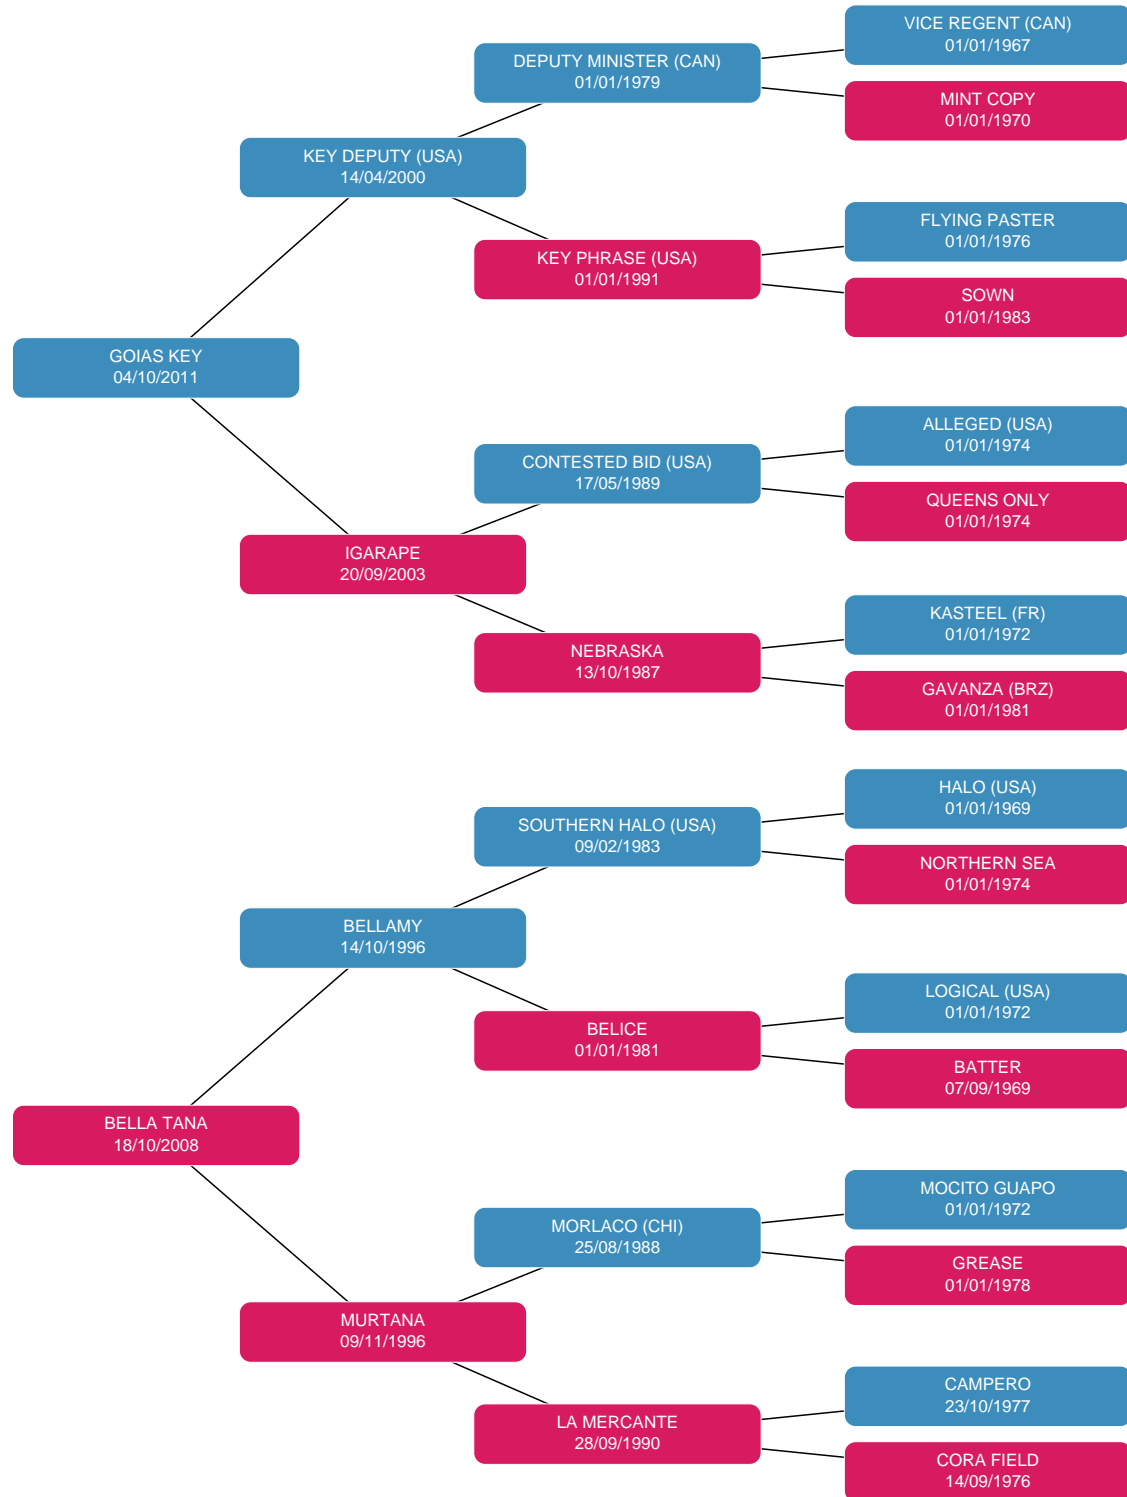 VICE REGENT (CAN)
01/01/1967
DEPUTY MINISTER (CAN)
01/01/1979
MINT COPY
01/01/1970
KEY DEPUTY (USA)
14/04/2000
FLYING PASTER
01/01/1976
KEY PHRASE (USA)
01/01/1991
SOWN
01/01/1983
GOIAS KEY
04/10/2011
ALLEGED (USA)
01/01/1974
CONTESTED BID (USA)
17/05/1989
QUEENS ONLY
01/01/1974
IGARAPE
20/09/2003
KASTEEL (FR)
01/01/1972
NEBRASKA
13/10/1987
GAVANZA (BRZ)
01/01/1981
HALO (USA)
01/01/1969
SOUTHERN HALO (USA)
09/02/1983
NORTHERN SEA
01/01/1974
BELLAMY
14/10/1996
LOGICAL (USA)
01/01/1972
BELICE
01/01/1981
BATTER
07/09/1969
BELLA TANA
18/10/2008
MOCITO GUAPO
01/01/1972
MORLACO (CHI)
25/08/1988
GREASE
01/01/1978
MURTANA
09/11/1996
CAMPERO
23/10/1977
LA MERCANTE
28/09/1990
CORA FIELD
14/09/1976